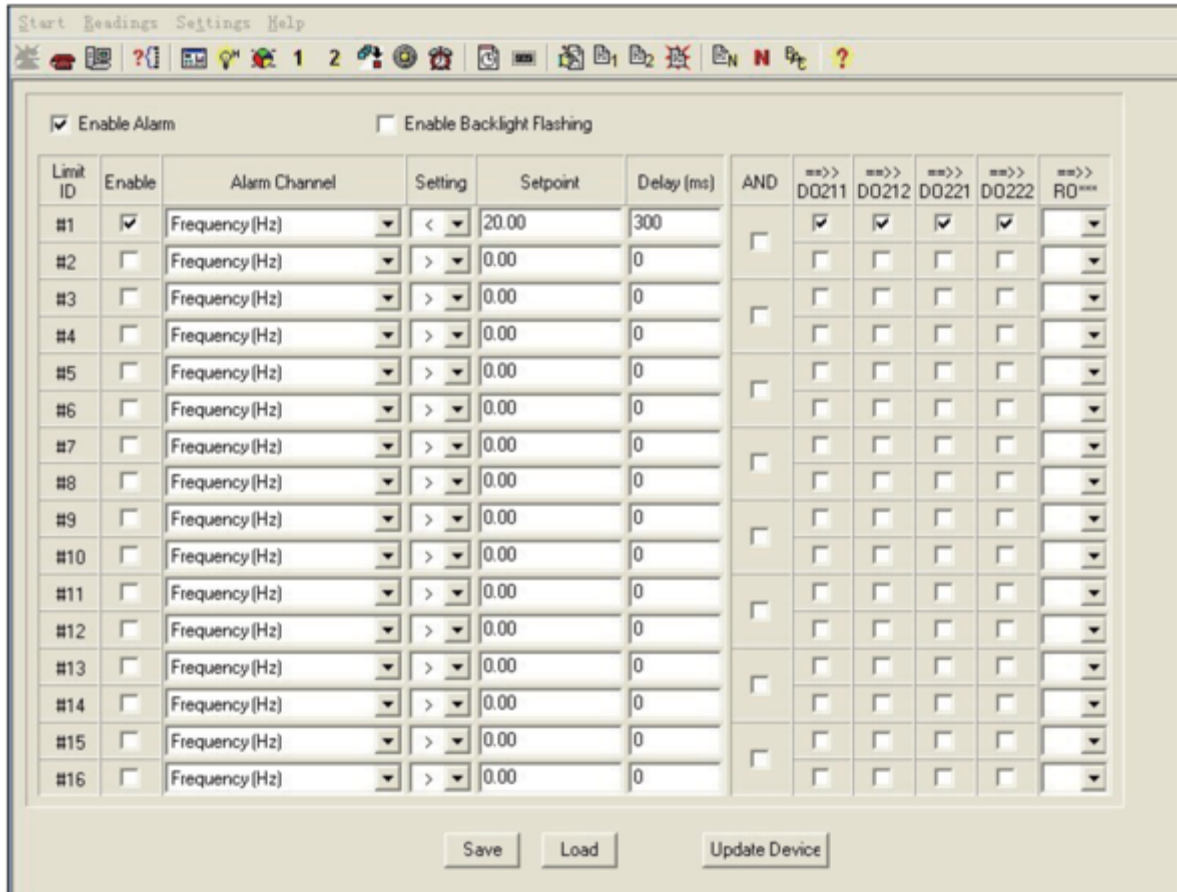 Start Readings Settings Help
1 2 1 2 N N
Enable Alarm Enable Backlight Flashing
Limit ID Enable Alarm Channel Setting Setpoint Delay (ms) AND ==>> DO211 ==>> DO212 ==>> DO221 ==>> DO222 ==>> RO***
#1 Frequency(Hz) < 20.00 300
#2 Frequency(Hz) > 0.00 0
#3 Frequency(Hz) > 0.00 0
#4 Frequency(Hz) > 0.00 0
#5 Frequency(Hz) > 0.00 0
#6 Frequency(Hz) > 0.00 0
#7 Frequency(Hz) > 0.00 0
#8 Frequency(Hz) > 0.00 0
#9 Frequency(Hz) > 0.00 0
#10 Frequency(Hz) > 0.00 0
#11 Frequency(Hz) > 0.00 0
#12 Frequency(Hz) > 0.00 0
#13 Frequency(Hz) > 0.00 0
#14 Frequency(Hz) > 0.00 0
#15 Frequency(Hz) > 0.00 0
#16 Frequency(Hz) > 0.00 0
Save Load Update Device